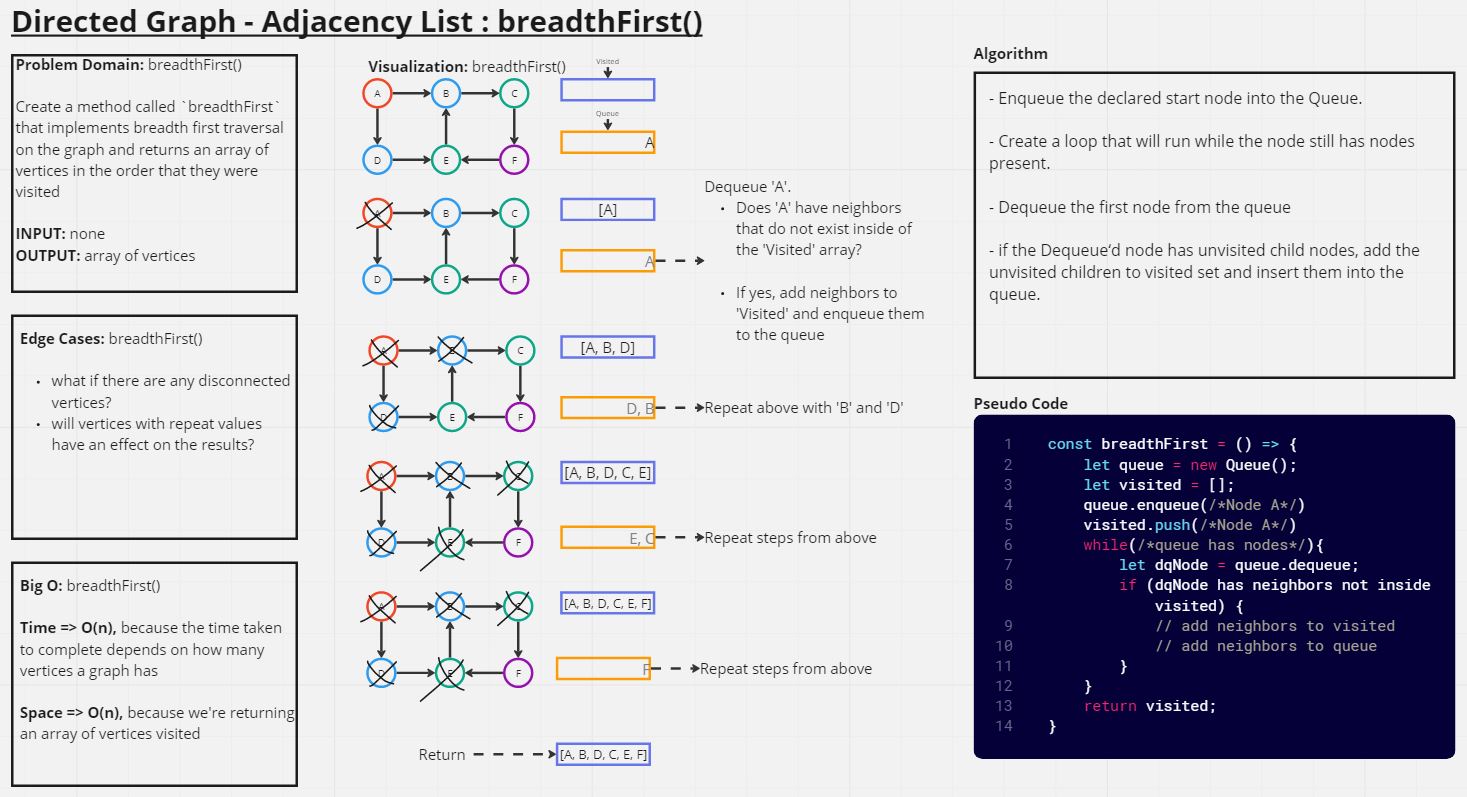 Directed Graph - Adjacency List : breadthFirst()
Problem Domain: breadthFirst()
Create a method called `breadthFirst`
that implements breadth first traversal
on the graph and returns an array of
vertices in the order that they were
visited
INPUT: none
OUTPUT: array of vertices
Edge Cases: breadthFirst()
• what if there are any disconnected
vertices?
• will vertices with repeat values
have an effect on the results?
Big O: breadthFirst()
Time => O(n), because the time taken
to complete depends on how many
vertices a graph has
Space => O(n), because we're returning
an array of vertices visited
Visualization: breadthFirst()
Visited
A B C
Queue
A
D E F
A B C
[A]
A
D E F
Dequeue 'A'.
• Does 'A' have neighbors
that do not exist inside of
the 'Visited' array?
• If yes, add neighbors to
'Visited' and enqueue them
to the queue
A B C
[A, B, D]
D, B
Repeat above with 'B' and 'D'
D E F
A B C
[A, B, D, C, E]
E, C
Repeat steps from above
D E F
A B C
[A, B, D, C, E, F]
F
Repeat steps from above
D E F
Return
[A, B, D, C, E, F]
Algorithm
- Enqueue the declared start node into the Queue.
- Create a loop that will run while the node still has nodes
present.
- Dequeue the first node from the queue
- if the Dequeue‘d node has unvisited child nodes, add the
unvisited children to visited set and insert them into the
queue.
Pseudo Code
1 const breadthFirst = () => {
2 let queue = new Queue();
3 let visited = [];
4 queue.enqueue(/*Node A*/)
5 visited.push(/*Node A*/)
6 while(/*queue has nodes*/){
7 let dqNode = queue.dequeue;
8 if (dqNode has neighbors not inside
visited) {
9 // add neighbors to visited
10 // add neighbors to queue
11 }
12 }
13 return visited;
14 }